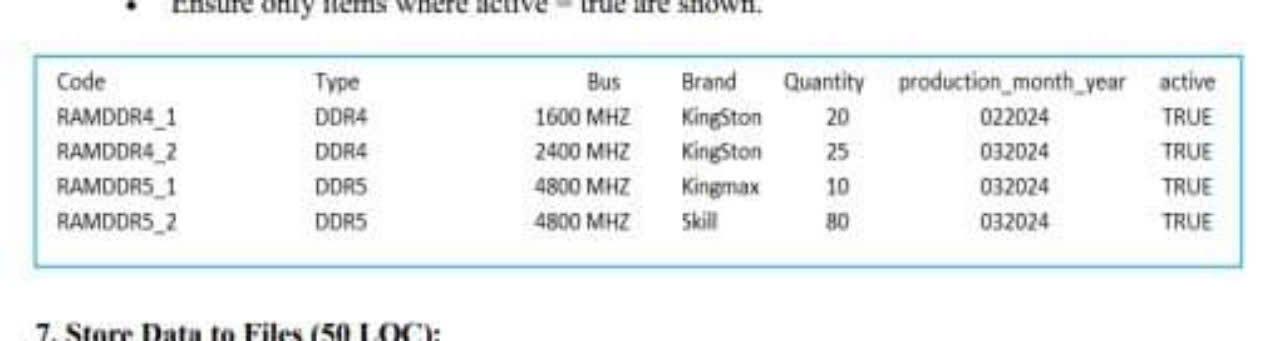 • Ensure only items where active = true are shown.
Code Type Bus Brand Quantity production_month_year active
RAMDDR4_1 DDR4 1600 MHZ KingSton 20 022024 TRUE
RAMDDR4_2 DDR4 2400 MHZ KingSton 25 032024 TRUE
RAMDDR5_1 DDR5 4800 MHZ Kingmax 10 032024 TRUE
RAMDDR5_2 DDR5 4800 MHZ Skill 80 032024 TRUE
7. Store Data to Files (50 LOC):